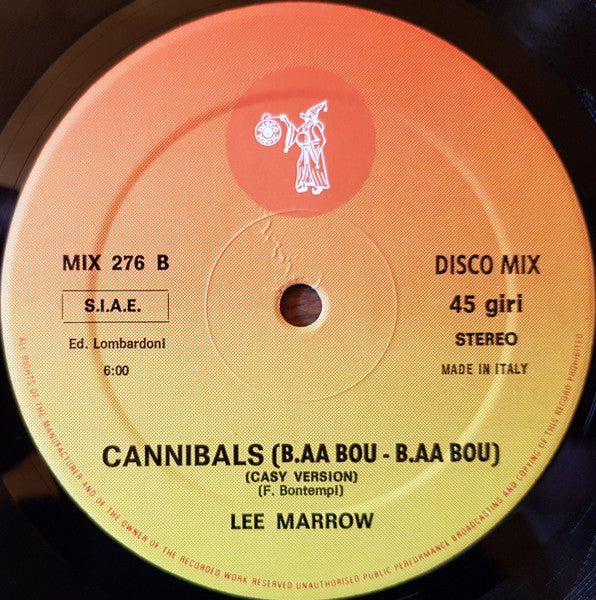 MIX 276 B
S.I.A.E.
Ed. Lombardoni
6:00
DISCO MIX
45 giri
STEREO
MADE IN ITALY
CANNIBALS (B.AA BOU - B.AA BOU)
(CASY VERSION)
(F. Bontempi)
LEE MARROW
ALL RIGHTS OF THE MANUFACTURER AND OF THE OWNER OF THE RECORDED WORK RESERVED UNAUTHORISED PUBLIC PERFORMANCE BROADCASTING AND COPYING OF THIS RECORD PROHIBITED